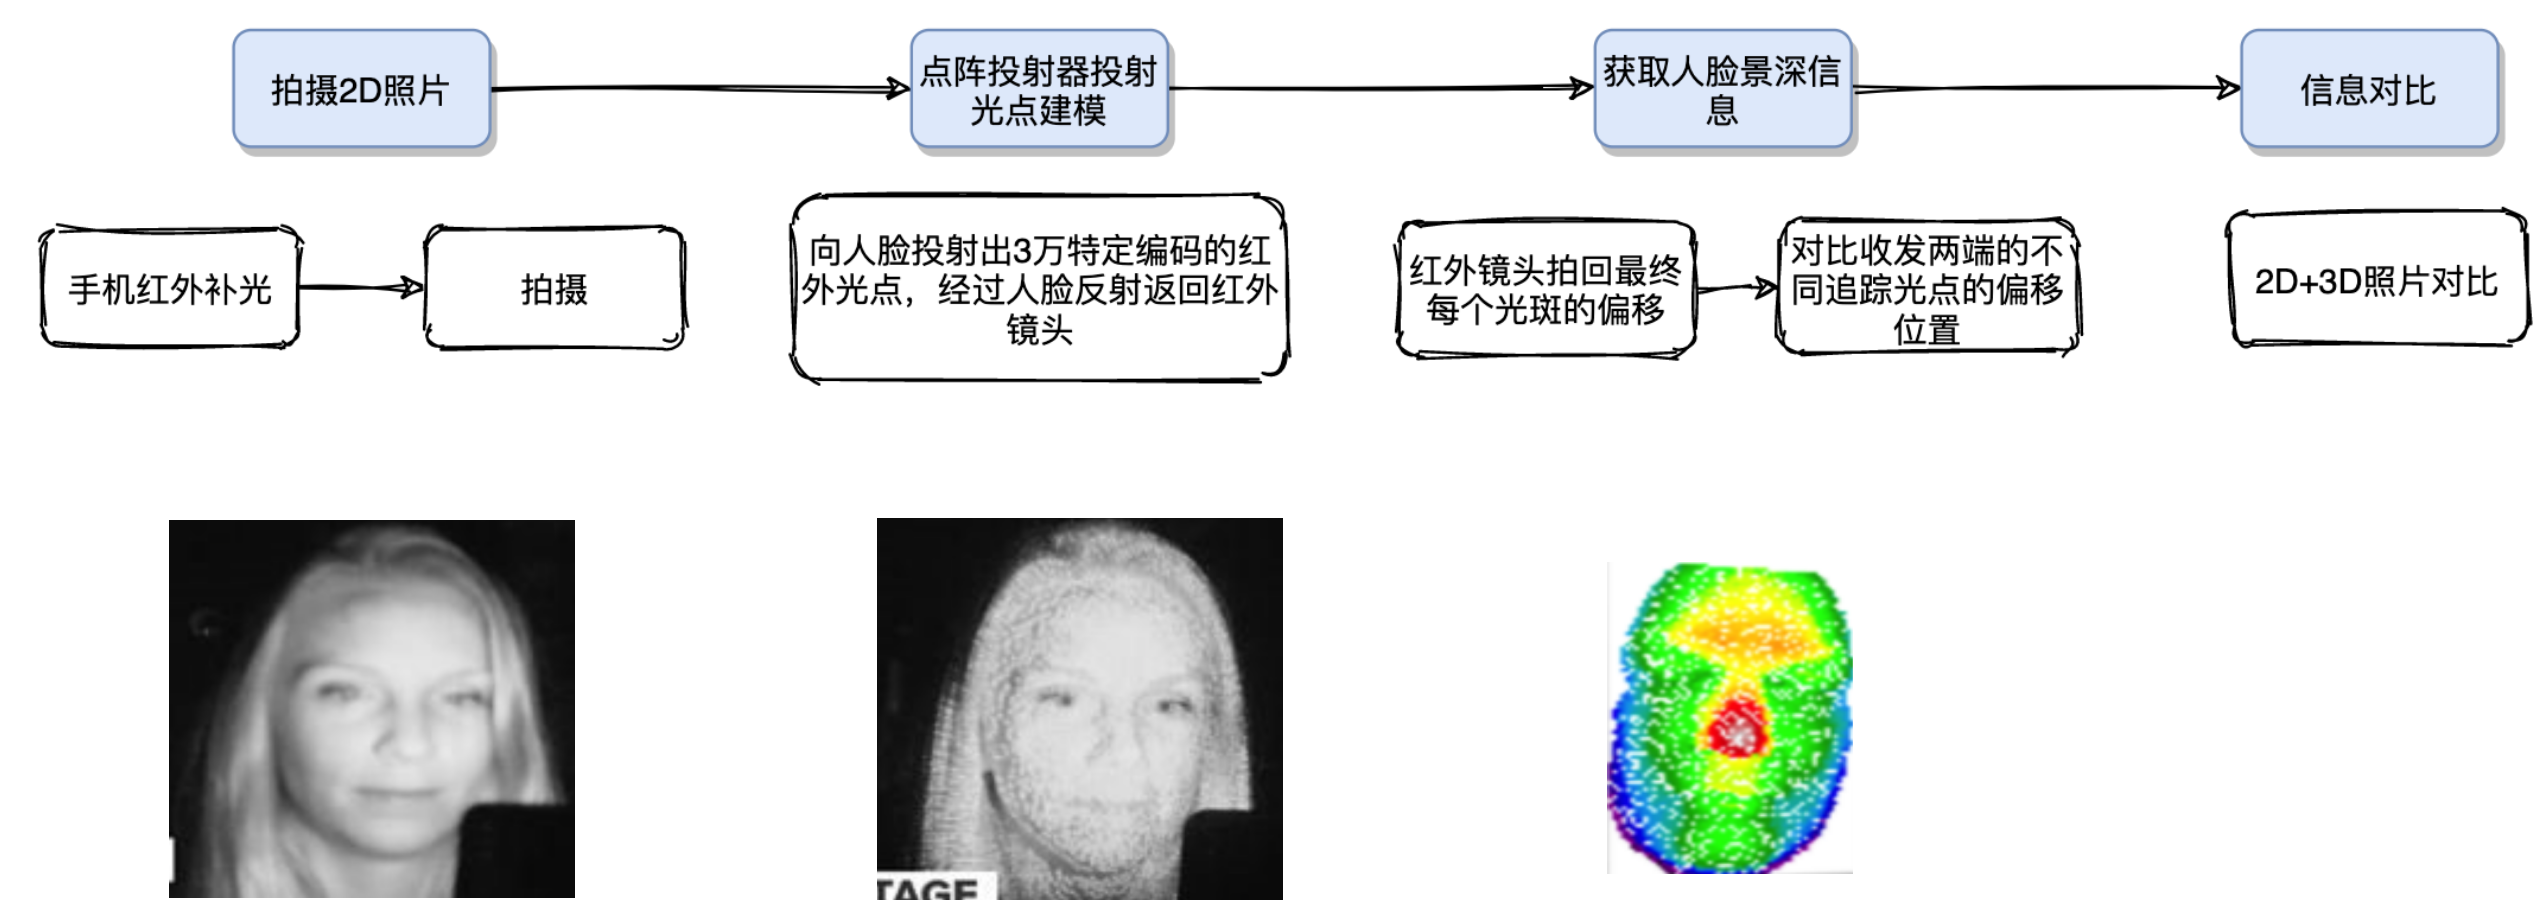 拍摄2D照片
点阵投射器投射
光点建模
获取人脸景深信
息
信息对比
手机红外补光
拍摄
向人脸投射出3万特定编码的红
外光点，经过人脸反射返回红外
镜头
红外镜头拍回最终
每个光斑的偏移
对比收发两端的不
同追踪光点的偏移
位置
2D+3D照片对比
TAGE